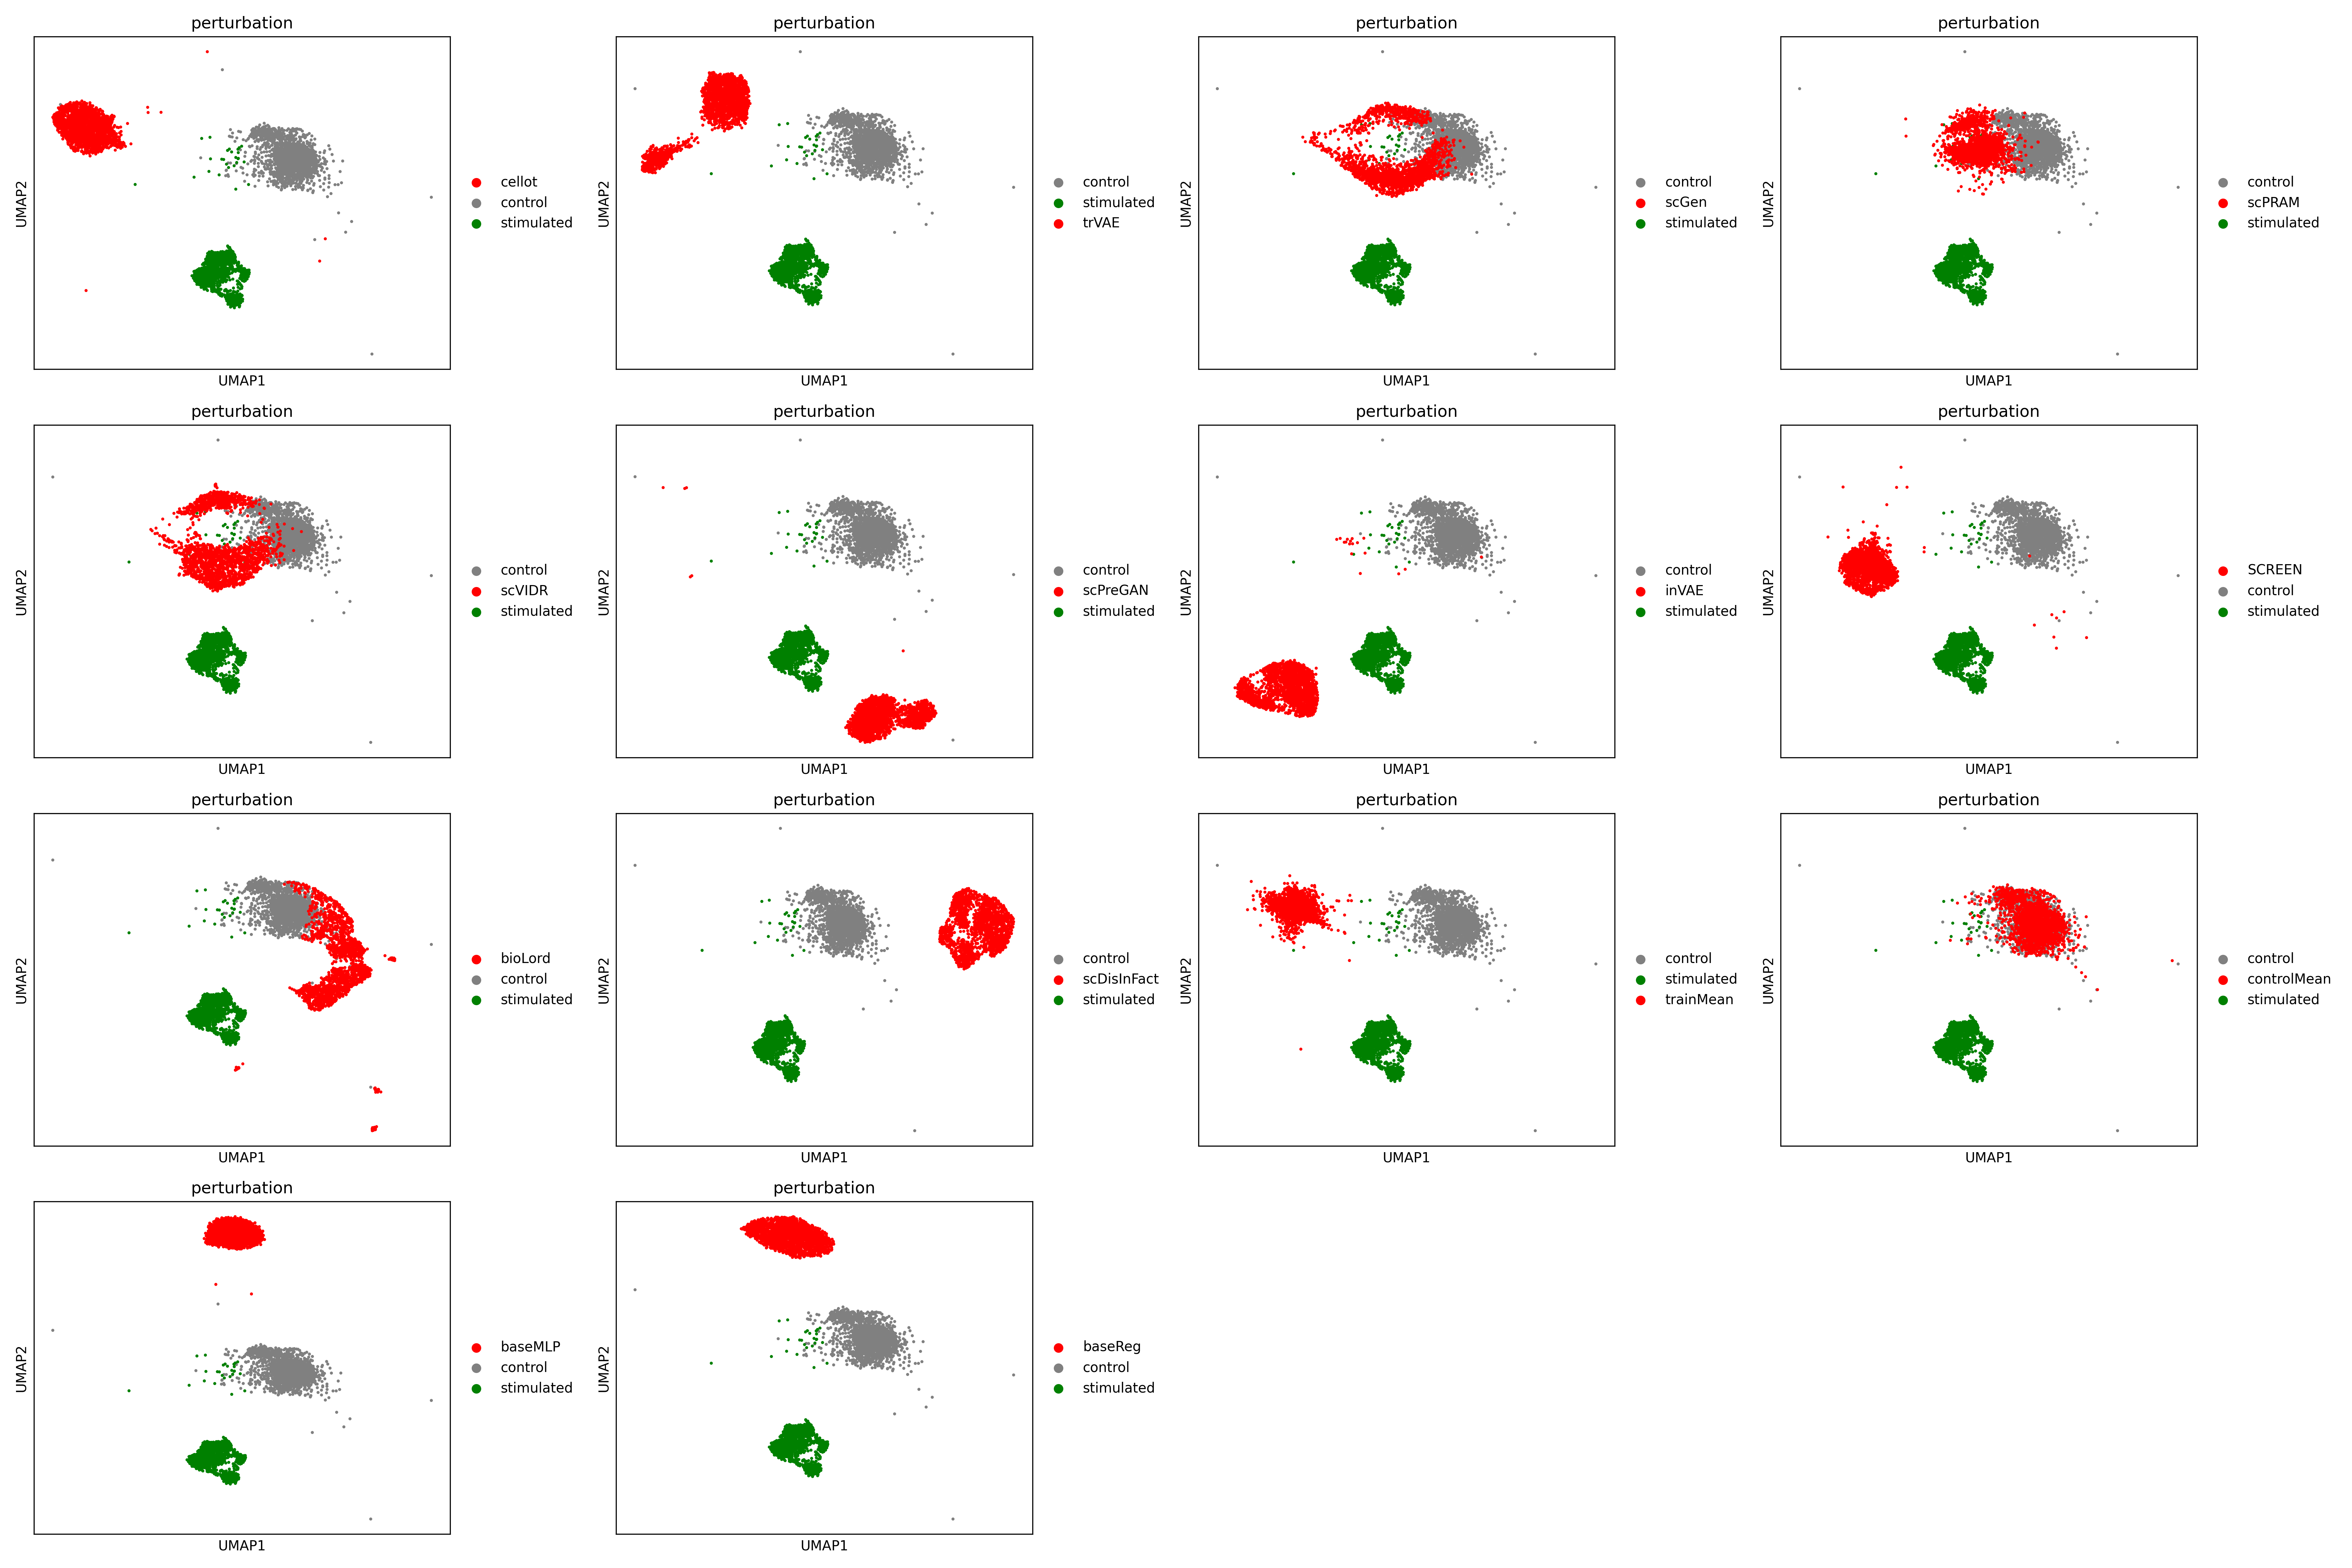 perturbation
UMAP2
UMAP1
cellot
control
stimulated
perturbation
UMAP2
UMAP1
control
stimulated
trVAE
perturbation
UMAP2
UMAP1
control
scGen
stimulated
perturbation
UMAP2
UMAP1
control
scPRAM
stimulated
perturbation
UMAP2
UMAP1
control
scVIDR
stimulated
perturbation
UMAP2
UMAP1
control
scPreGAN
stimulated
perturbation
UMAP2
UMAP1
control
inVAE
stimulated
perturbation
UMAP2
UMAP1
SCREEN
control
stimulated
perturbation
UMAP2
UMAP1
bioLord
control
stimulated
perturbation
UMAP2
UMAP1
control
scDisInFact
stimulated
perturbation
UMAP2
UMAP1
control
stimulated
trainMean
perturbation
UMAP2
UMAP1
control
controlMean
stimulated
perturbation
UMAP2
UMAP1
baseMLP
control
stimulated
perturbation
UMAP2
UMAP1
baseReg
control
stimulated